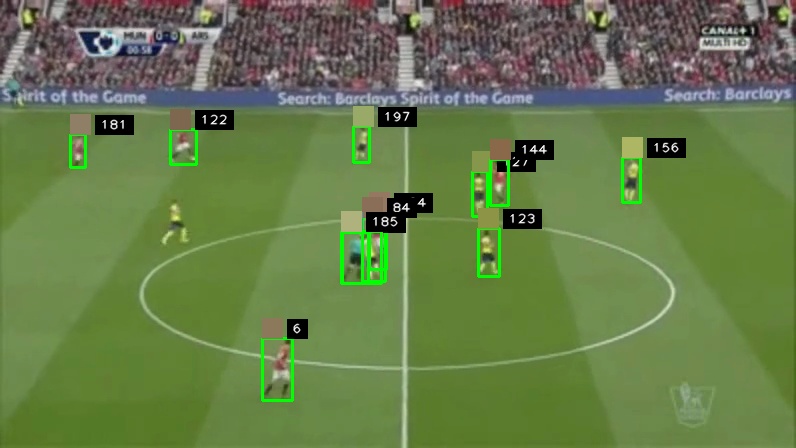 MUN 0-0 ARS
00:58
CANAL+ 1
MULTI HD
Spirit of the Game
Search: Barclays Spirit of the Game
Search: Barclays
181
122
197
144
27
156
4
84
185
123
6